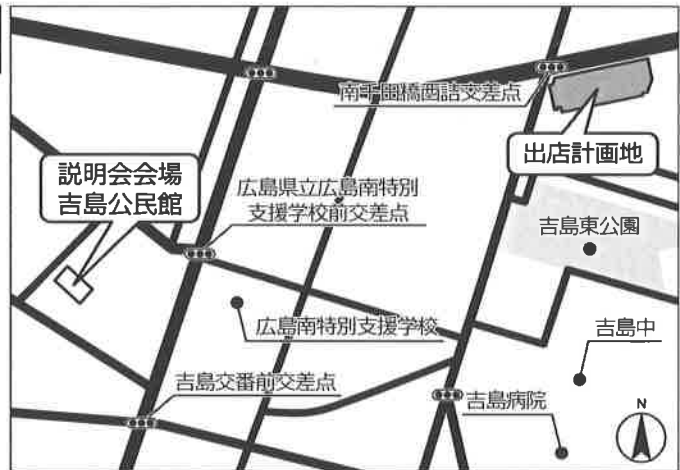 南千田橋西詰交差点
出店計画地
説明会会場
吉島公民館
広島県立広島南特別
支援学校前交差点
吉島東公園
広島南特別支援学校
吉島中
吉島交番前交差点
吉島病院
N